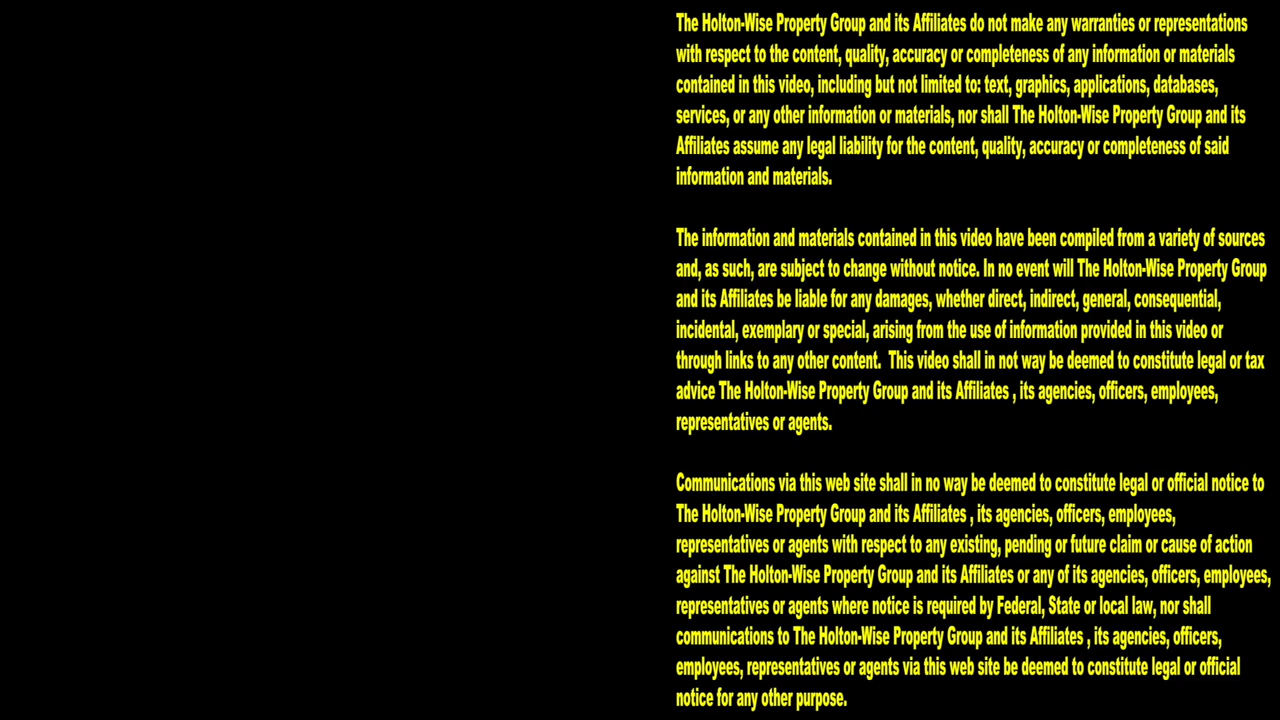 The Holton-Wise Property Group and its Affiliates do not make any warranties or representations
with respect to the content, quality, accuracy or completeness of any information or materials
contained in this video, including but not limited to: text, graphics, applications, databases,
services, or any other information or materials, nor shall The Holton-Wise Property Group and its
Affiliates assume any legal liability for the content, quality, accuracy or completeness of said
information and materials.
The information and materials contained in this video have been compiled from a variety of sources
and, as such, are subject to change without notice. In no event will The Holton-Wise Property Group
and its Affiliates be liable for any damages, whether direct, indirect, general, consequential,
incidental, exemplary or special, arising from the use of information provided in this video or
through links to any other content.  This video shall in not way be deemed to constitute legal or tax
advice The Holton-Wise Property Group and its Affiliates , its agencies, officers, employees,
representatives or agents.
Communications via this web site shall in no way be deemed to constitute legal or official notice to
The Holton-Wise Property Group and its Affiliates , its agencies, officers, employees,
representatives or agents with respect to any existing, pending or future claim or cause of action
against The Holton-Wise Property Group and its Affiliates or any of its agencies, officers, employees,
representatives or agents where notice is required by Federal, State or local law, nor shall
communications to The Holton-Wise Property Group and its Affiliates , its agencies, officers,
employees, representatives or agents via this web site be deemed to constitute legal or official
notice for any other purpose.